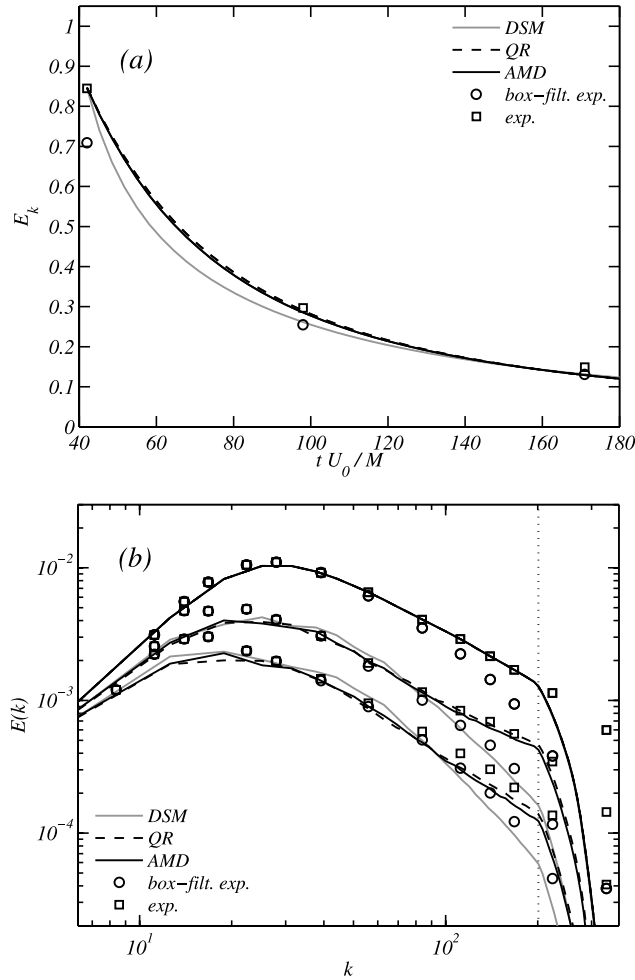 1
0.9
0.8
0.7
0.6
0.5
0.4
0.3
0.2
0.1
0
E_k
(a)
DSM
QR
AMD
box−filt. exp.
exp.
40 60 80 100 120 140 160 180
t U_0 / M
(b)
10^−2
10^−3
10^−4
E(k)
DSM
QR
AMD
box−filt. exp.
exp.
10^1 10^2
k